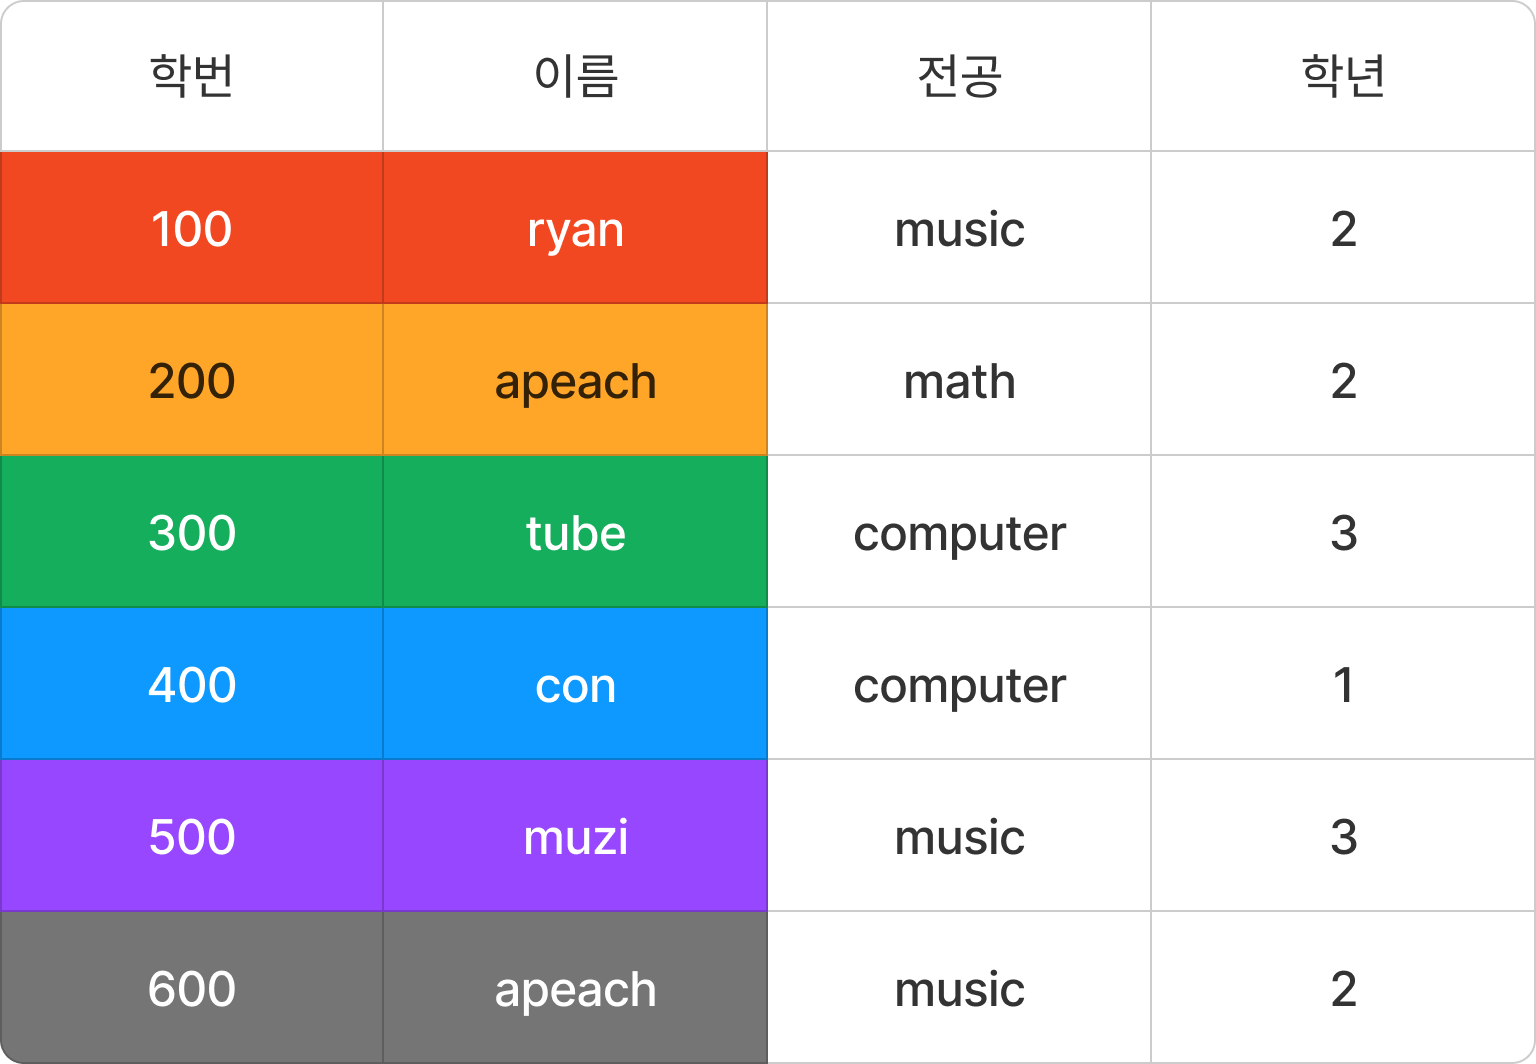 학번 이름 전공 학년
100 ryan music 2
200 apeach math 2
300 tube computer 3
400 con computer 1
500 muzi music 3
600 apeach music 2